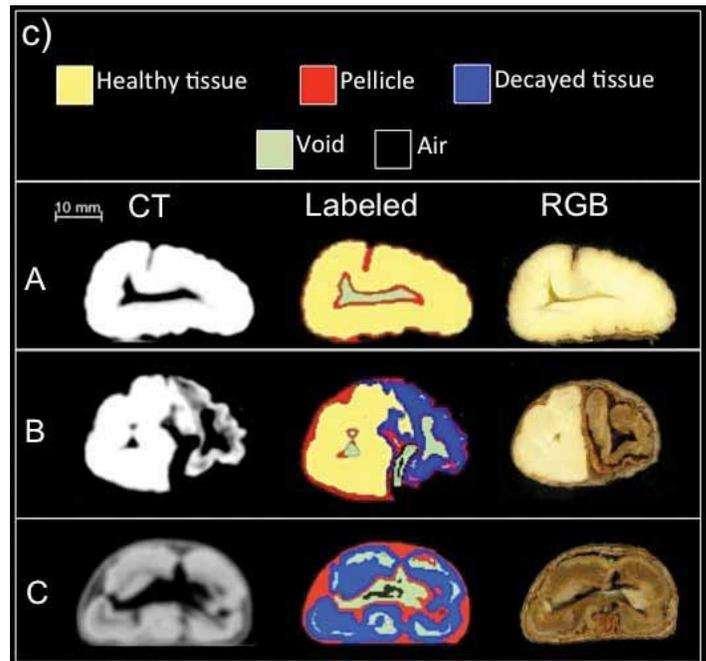 c)
Healthy tissue Pellicle Decayed tissue
Void Air
10 mm CT Labeled RGB
A
B
C